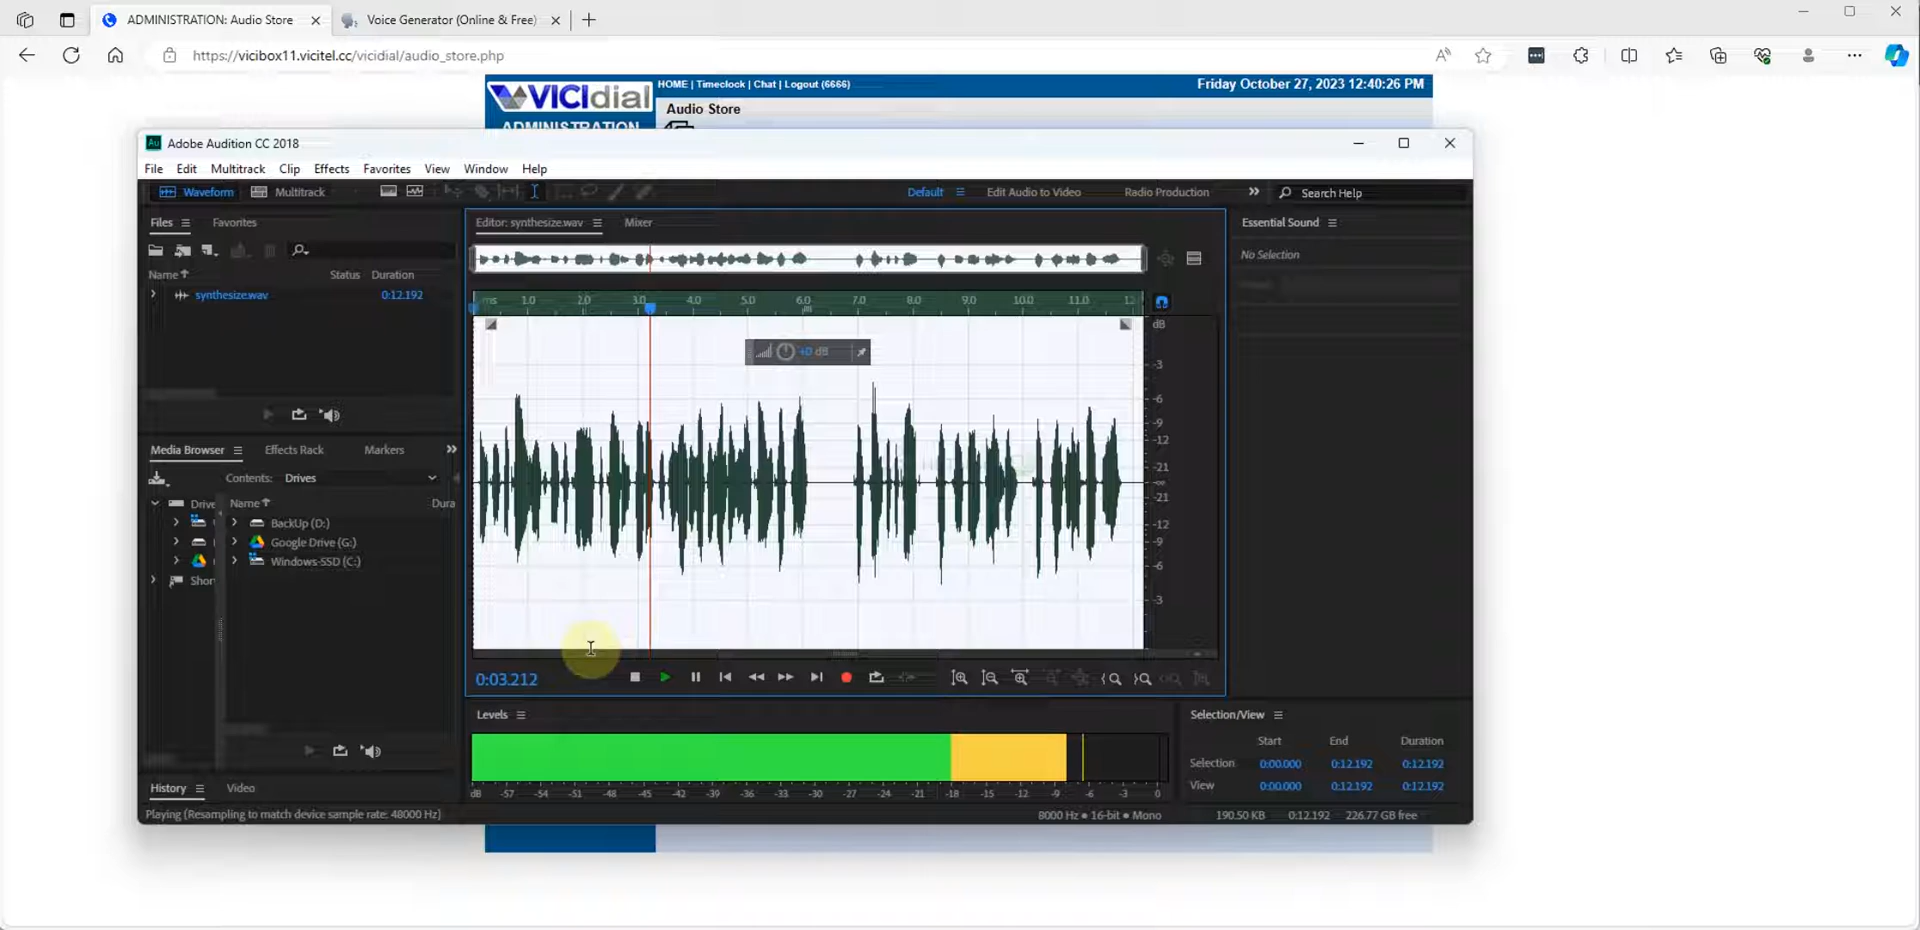 ADMINISTRATION: Audio Store
Voice Generator (Online & Free)
https://vicibox11.vicitel.cc/vicidial/audio_store.php
VICIdial
HOME | Timeclock | Chat | Logout (6666)
Friday October 27, 2023 12:40:26 PM
Audio Store
ADMINISTRATION
Au
Adobe Audition CC 2018
File Edit Multitrack Clip Effects Favorites View Window Help
Waveform Multitrack
Default Edit Audio to Video Radio Production Search Help
Files Favorites
Editor: synthesize.wav Mixer
Essential Sound
No Selection
Name Status Duration
synthesize.wav 0:12.192
ms 1.0 2.0 3.0 4.0 5.0 6.0 7.0 8.0 9.0 10.0 11.0 12
dB
+0 dB
-3
-6
-9
-12
-21
-∞
-21
-12
-9
-6
-3
Media Browser Effects Rack Markers
Contents: Drives
Drive Name Dura
BackUp (D:)
Google Drive (G:)
Windows-SSD (C:)
Shor
0:03.212
Levels
dB -57 -54 -51 -48 -45 -42 -39 -36 -33 -30 -27 -24 -21 -18 -15 -12 -9 -6 -3 0
Selection/View
Start End Duration
Selection 0:00.000 0:12.192 0:12.192
View 0:00.000 0:12.192 0:12.192
History Video
Playing (Resampling to match device sample rate: 48000 Hz)
8000 Hz • 16-bit • Mono 190.50 KB 0:12.192 226.77 GB free